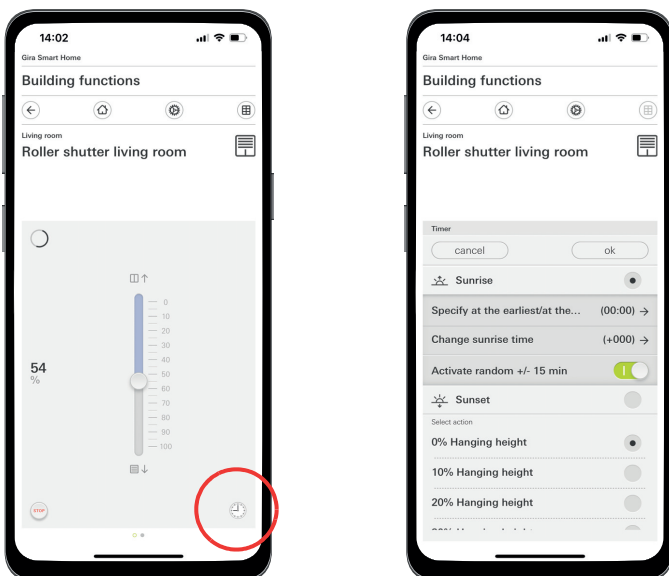 14:02
Gira Smart Home
Building functions
Living room
Roller shutter living room
0
10
20
30
40
50
60
70
80
90
100
54
%
STOP
14:04
Gira Smart Home
Building functions
Living room
Roller shutter living room
Timer
cancel
ok
Sunrise
Specify at the earliest/at the... (00:00)
Change sunrise time (+000)
Activate random +/- 15 min
Sunset
Select action
0% Hanging height
10% Hanging height
20% Hanging height